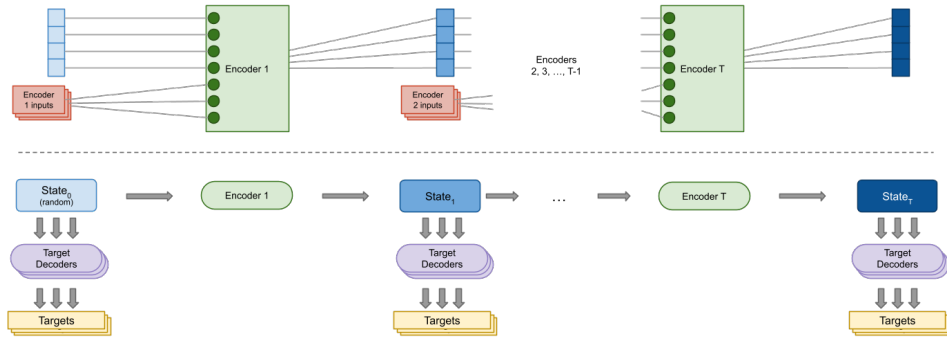 Encoder 1
Encoders
2, 3, …, T-1
Encoder T
Encoder
1 inputs
Encoder
2 inputs
State₀
(random)
Encoder 1
State₁
...
Encoder T
State_T
Target
Decoders
Target
Decoders
Target
Decoders
Targets
Targets
Targets